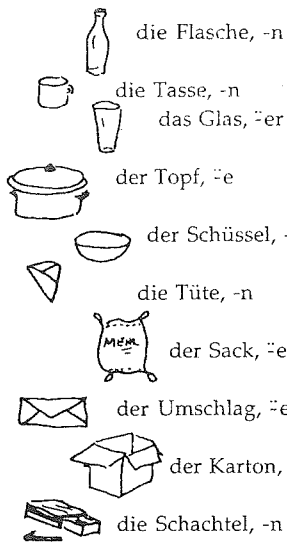 die Flasche, -n
die Tasse, -n
das Glas, ⸚er
der Topf, ⸚e
der Schüssel, -
die Tüte, -n
MEHL
der Sack, ⸚e
der Umschlag, ⸚e
der Karton,
die Schachtel, -n